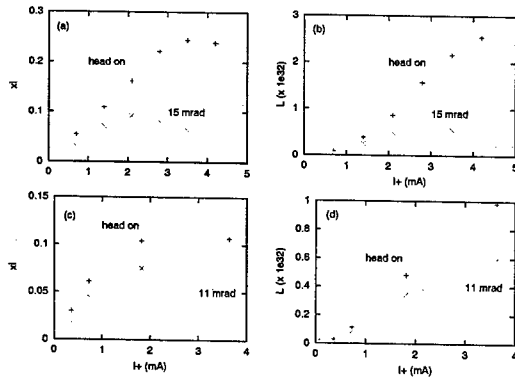 (a)
head on
15 mrad
xi
0.3
0.2
0.1
0
0 1 2 3 4 5
I+ (mA)
(b)
head on
15 mrad
L (x 1e32)
3
2
1
0
0 1 2 3 4 5
I+ (mA)
(c)
head on
11 mrad
xi
0.15
0.1
0.05
0
0 1 2 3 4
I+ (mA)
(d)
head on
11 mrad
L (x 1e32)
1
0.8
0.6
0.4
0.2
0
0 1 2 3 4
I+ (mA)